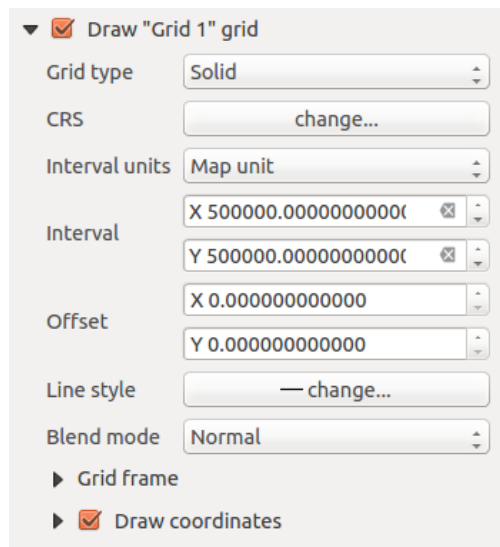 Draw "Grid 1" grid
Grid type Solid
CRS change...
Interval units Map unit
Interval
X 500000.0000000000(
Y 500000.0000000000(
Offset
X 0.000000000000
Y 0.000000000000
Line style change...
Blend mode Normal
Grid frame
Draw coordinates